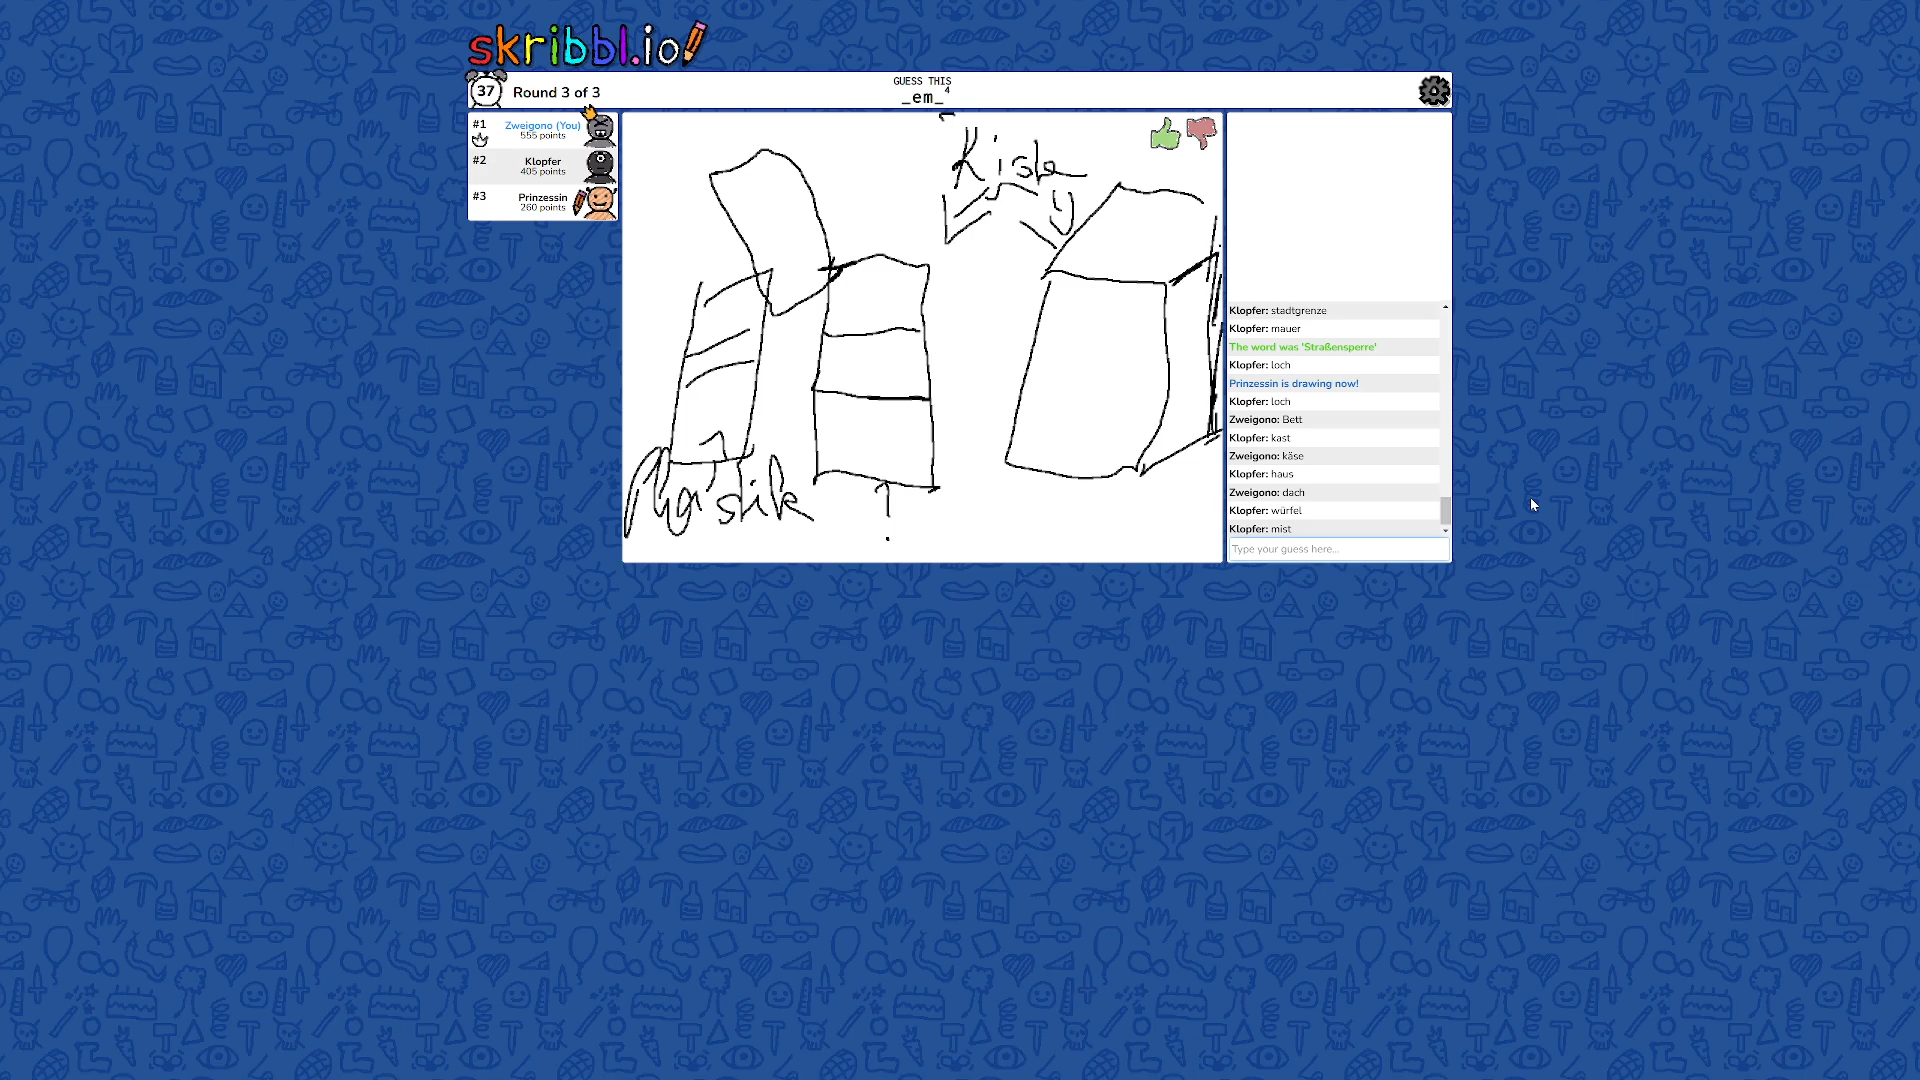 skribbl.io
37
Round 3 of 3
GUESS THIS
_em_ 4
#1
Zweigono (You)
555 points
#2
Klopfer
405 points
#3
Prinzessin
260 points
Kiste
?
Klopfer: stadtgrenze
Klopfer: mauer
The word was 'Straßensperre'
Klopfer: loch
Prinzessin is drawing now!
Klopfer: loch
Zweigono: Bett
Klopfer: kast
Zweigono: käse
Klopfer: haus
Zweigono: dach
Klopfer: würfel
Klopfer: mist
Type your guess here...